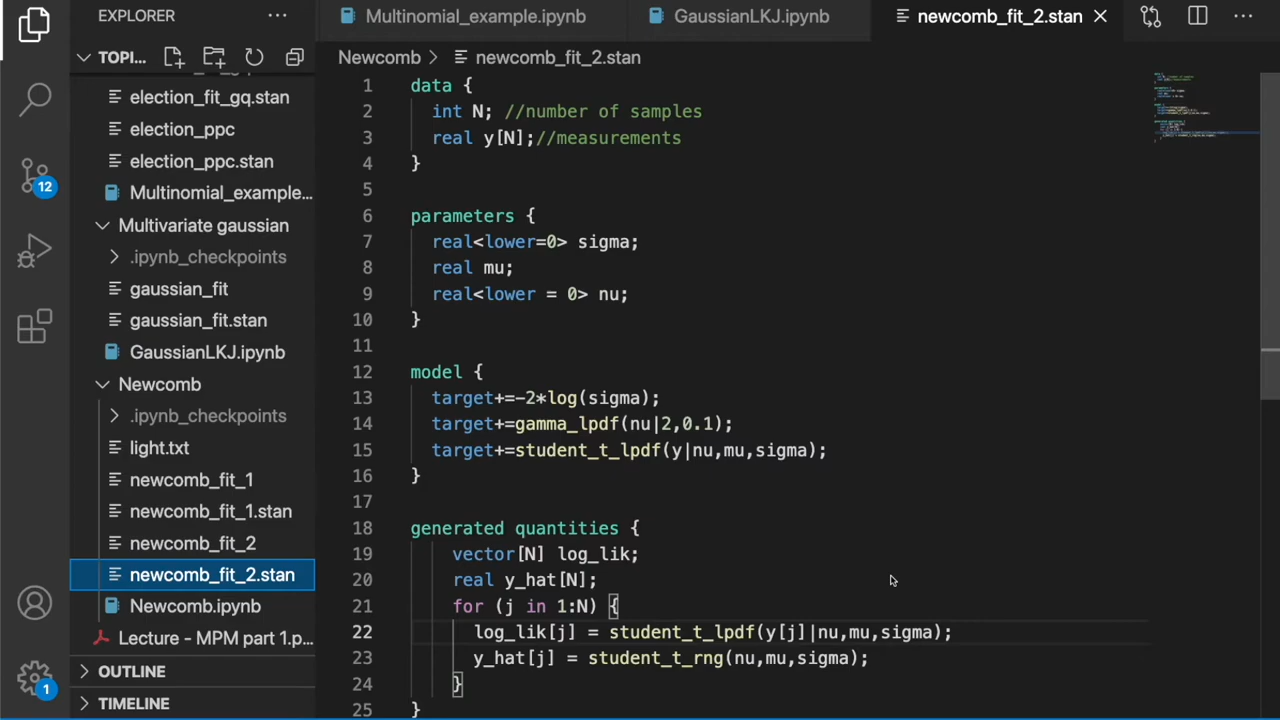 EXPLORER
Multinomial_example.ipynb
GaussianLKJ.ipynb
newcomb_fit_2.stan
TOPI...
Newcomb
newcomb_fit_2.stan
election_fit_gq.stan
election_ppc
election_ppc.stan
Multinomial_example...
Multivariate gaussian
.ipynb_checkpoints
gaussian_fit
gaussian_fit.stan
GaussianLKJ.ipynb
Newcomb
.ipynb_checkpoints
light.txt
newcomb_fit_1
newcomb_fit_1.stan
newcomb_fit_2
newcomb_fit_2.stan
Newcomb.ipynb
Lecture - MPM part 1.p...
OUTLINE
TIMELINE
12
1
1 data {
2 int N; //number of samples
3 real y[N];//measurements
4 }
5
6 parameters {
7 real<lower=0> sigma;
8 real mu;
9 real<lower = 0> nu;
10 }
11
12 model {
13 target+=-2*log(sigma);
14 target+=gamma_lpdf(nu|2,0.1);
15 target+=student_t_lpdf(y|nu,mu,sigma);
16 }
17
18 generated quantities {
19 vector[N] log_lik;
20 real y_hat[N];
21 for (j in 1:N) {
22 log_lik[j] = student_t_lpdf(y[j]|nu,mu,sigma);
23 y_hat[j] = student_t_rng(nu,mu,sigma);
24 }
25 }